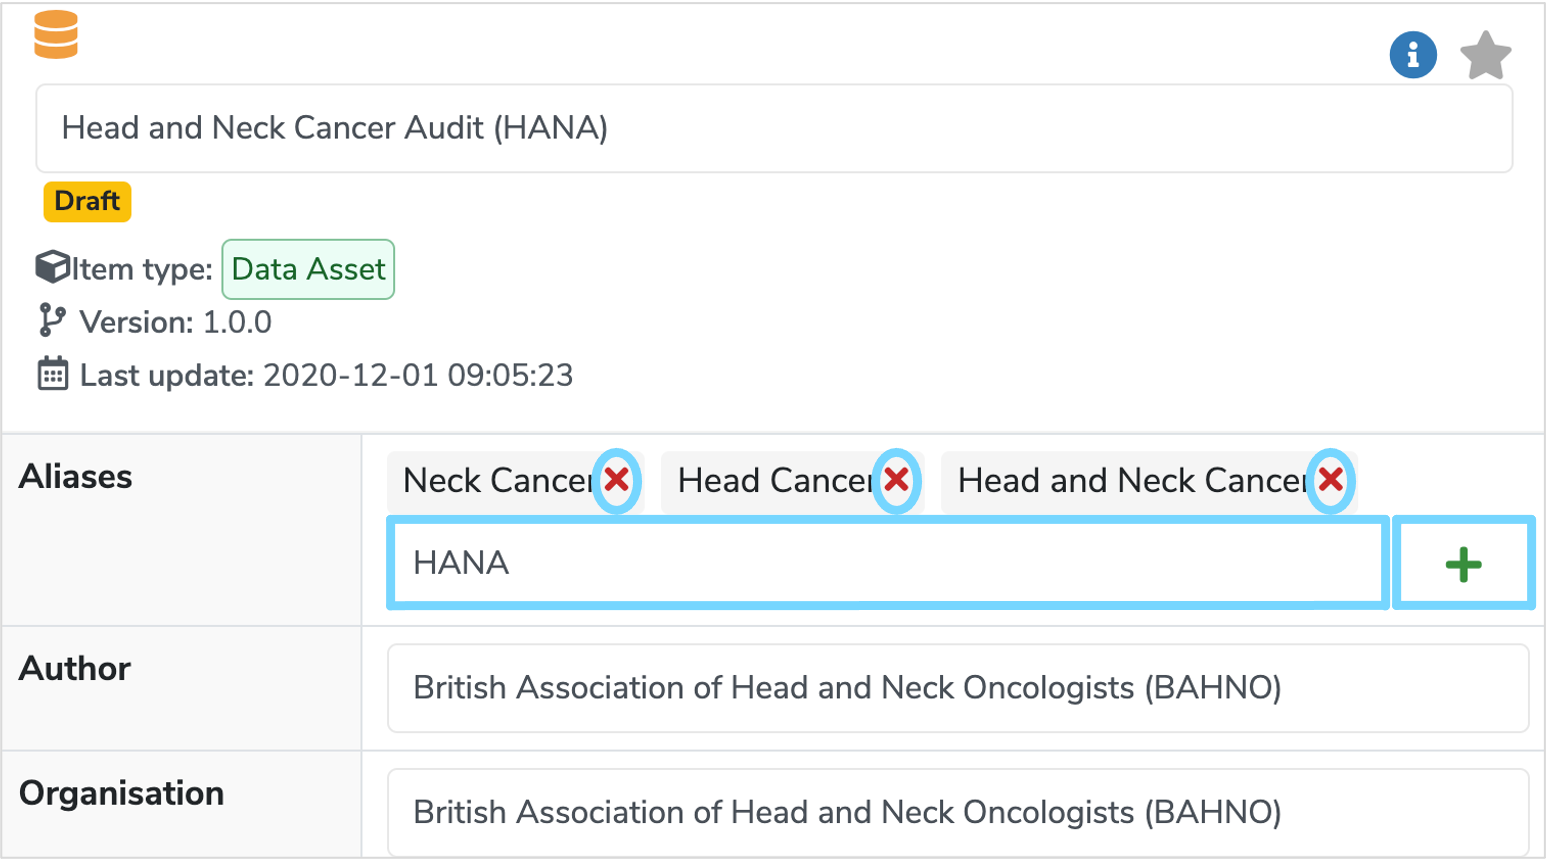 Head and Neck Cancer Audit (HANA)
Draft
Item type: Data Asset
Version: 1.0.0
Last update: 2020-12-01 09:05:23
Aliases
Neck Cancer Head Cancer Head and Neck Cancer
HANA
Author
British Association of Head and Neck Oncologists (BAHNO)
Organisation
British Association of Head and Neck Oncologists (BAHNO)